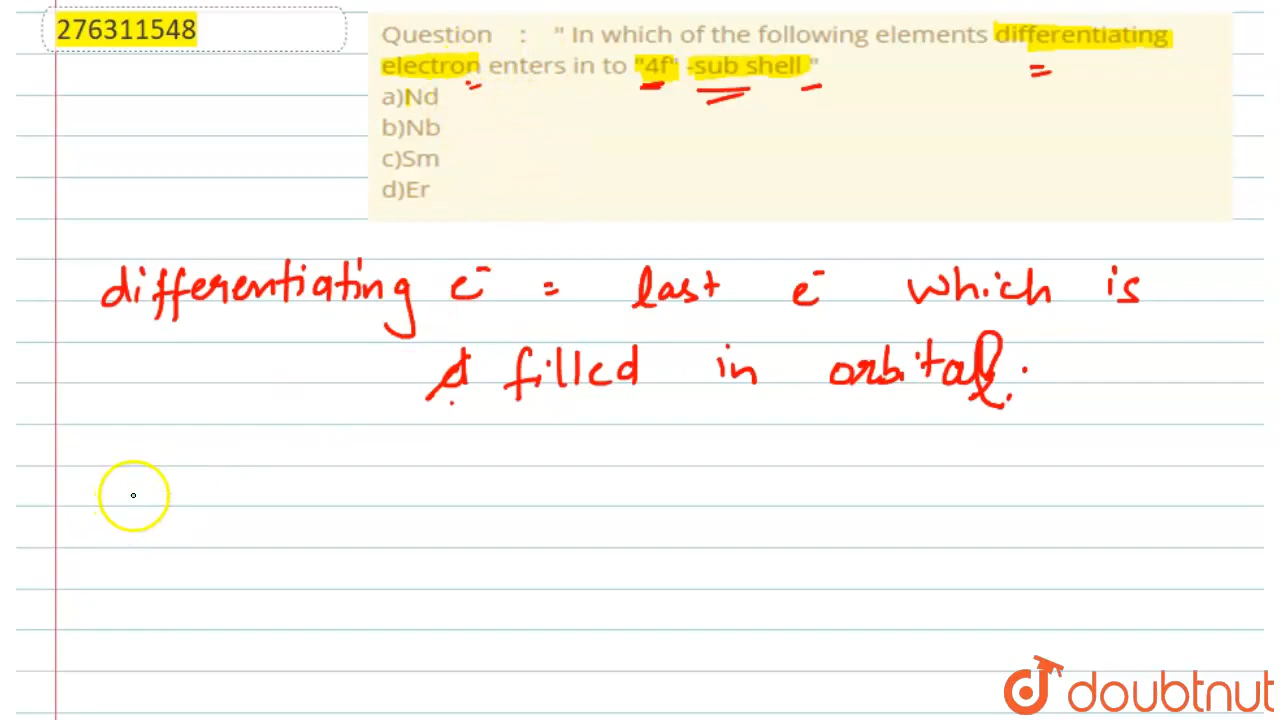 276311548
Question : " In which of the following elements differentiating
electron enters in to "4f" -sub shell "
a)Nd
b)Nb
c)Sm
d)Er
differentiating e⁻ = last e⁻ which is
filled in orbital.
doubtnut